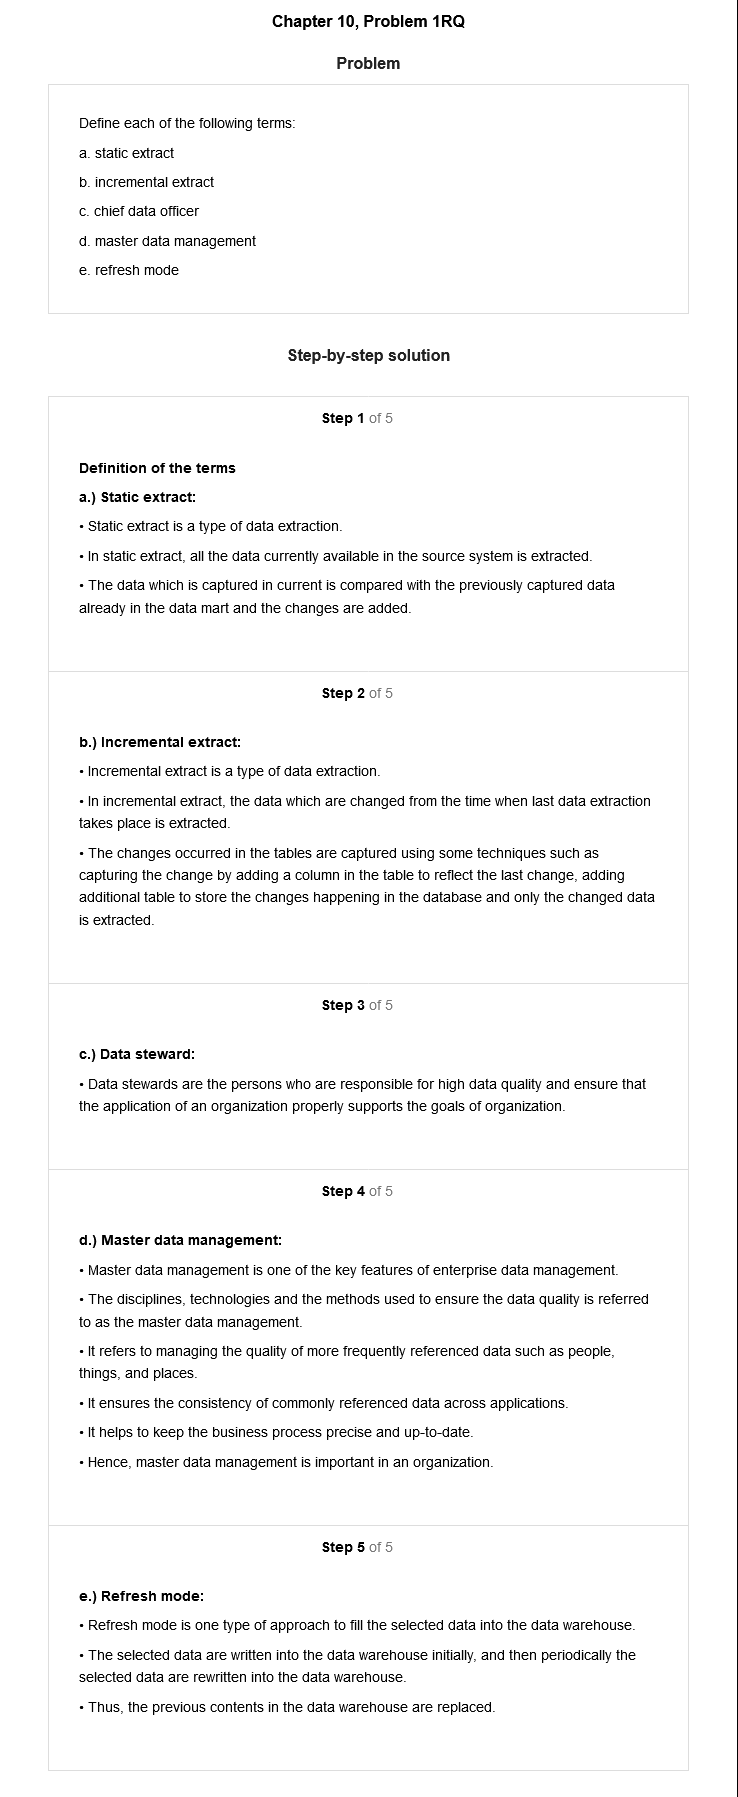 Chapter 10, Problem 1RQ
Problem
Define each of the following terms:
a. static extract
b. incremental extract
c. chief data officer
d. master data management
e. refresh mode
Step-by-step solution
Step 1 of 5
Definition of the terms
a.) Static extract:
• Static extract is a type of data extraction.
• In static extract, all the data currently available in the source system is extracted.
• The data which is captured in current is compared with the previously captured data
already in the data mart and the changes are added.
Step 2 of 5
b.) Incremental extract:
• Incremental extract is a type of data extraction.
• In incremental extract, the data which are changed from the time when last data extraction
takes place is extracted.
• The changes occurred in the tables are captured using some techniques such as
capturing the change by adding a column in the table to reflect the last change, adding
additional table to store the changes happening in the database and only the changed data
is extracted.
Step 3 of 5
c.) Data steward:
• Data stewards are the persons who are responsible for high data quality and ensure that
the application of an organization properly supports the goals of organization.
Step 4 of 5
d.) Master data management:
• Master data management is one of the key features of enterprise data management.
• The disciplines, technologies and the methods used to ensure the data quality is referred
to as the master data management.
• It refers to managing the quality of more frequently referenced data such as people,
things, and places.
• It ensures the consistency of commonly referenced data across applications.
• It helps to keep the business process precise and up-to-date.
• Hence, master data management is important in an organization.
Step 5 of 5
e.) Refresh mode:
• Refresh mode is one type of approach to fill the selected data into the data warehouse.
• The selected data are written into the data warehouse initially, and then periodically the
selected data are rewritten into the data warehouse.
• Thus, the previous contents in the data warehouse are replaced.